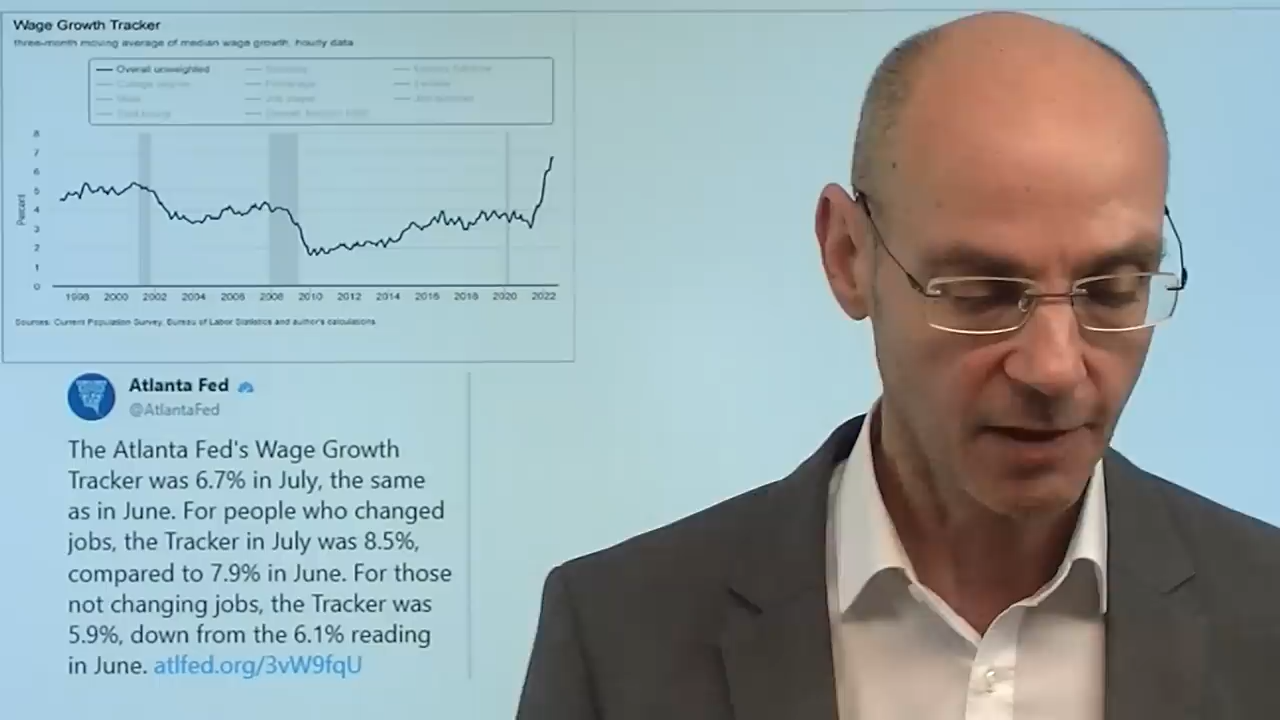 Wage Growth Tracker
three-month moving average of median wage growth, hourly data
Overall unweighted
8
7
6
5
4
3
2
1
0
Percent
1998 2000 2002 2004 2006 2008 2010 2012 2014 2016 2018 2020 2022
Sources: Current Population Survey, Bureau of Labor Statistics and author's calculations
Atlanta Fed
@AtlantaFed
The Atlanta Fed's Wage Growth
Tracker was 6.7% in July, the same
as in June. For people who changed
jobs, the Tracker in July was 8.5%,
compared to 7.9% in June. For those
not changing jobs, the Tracker was
5.9%, down from the 6.1% reading
in June. atlfed.org/3vW9fqU